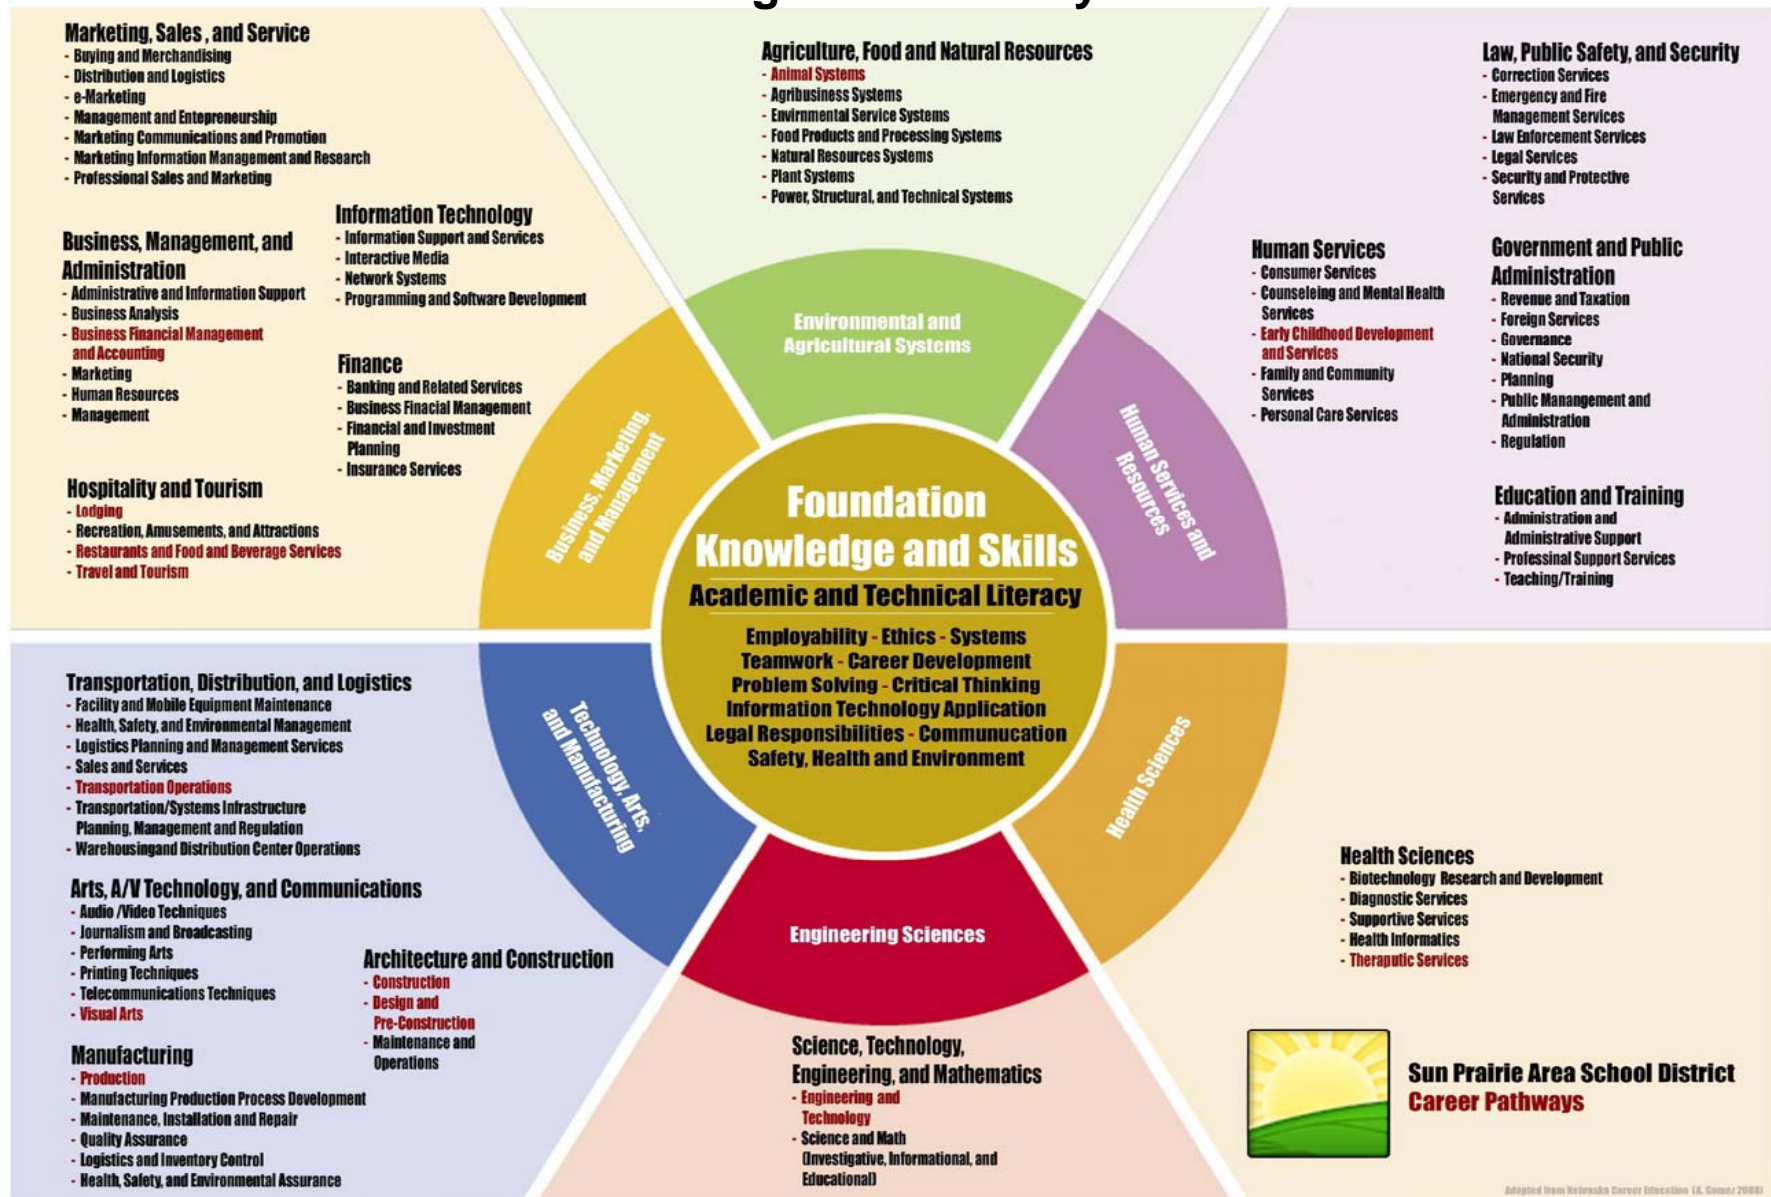 Marketing, Sales , and Service
- Buying and Merchandising
- Distribution and Logistics
- e-Marketing
- Management and Entepreneurship
- Marketing Communications and Promotion
- Marketing Information Management and Research
- Professional Sales and Marketing
Information Technology
- Information Support and Services
- Interactive Media
- Network Systems
- Programming and Software Development
Business, Management, and
Administration
- Administrative and Information Support
- Business Analysis
- Business Financial Management
and Accounting
- Marketing
- Human Resources
- Management
Finance
- Banking and Related Services
- Business Finacial Management
- Financial and Investment
Planning
- Insurance Services
Hospitality and Tourism
- Lodging
- Recreation, Amusements, and Attractions
- Restaurants and Food and Beverage Services
- Travel and Tourism
Business, Marketing,
and Management
Agriculture, Food and Natural Resources
- Animal Systems
- Agribusiness Systems
- Envirnmental Service Systems
- Food Products and Processing Systems
- Natural Resources Systems
- Plant Systems
- Power, Structural, and Technical Systems
Environmental and
Agricultural Systems
Law, Public Safety, and Security
- Correction Services
- Emergency and Fire
Management Services
- Law Enforcement Services
- Legal Services
- Security and Protective
Services
Human Services
- Consumer Services
- Counseleing and Mental Health
Services
- Early Childhood Development
and Services
- Family and Community
Services
- Personal Care Services
Government and Public
Administration
- Revenue and Taxation
- Foreign Services
- Governance
- National Security
- Planning
- Public Manangement and
Administration
- Regulation
Education and Training
- Administration and
Administrative Support
- Professinal Support Services
- Teaching/Training
Human Services and
Resources
Foundation
Knowledge and Skills
Academic and Technical Literacy
Employability - Ethics - Systems
Teamwork - Career Development
Problem Solving - Critical Thinking
Information Technology Application
Legal Responsibilities - Communucation
Safety, Health and Environment
Transportation, Distribution, and Logistics
- Facility and Mobile Equipment Maintenance
- Health, Safety, and Environmental Management
- Logistics Planning and Management Services
- Sales and Services
- Transportation Operations
- Transportation/Systems Infrastructure
Planning, Management and Regulation
- Warehousingand Distribution Center Operations
Arts, A/V Technology, and Communications
- Audio /Video Techniques
- Journalism and Broadcasting
- Performing Arts
- Printing Techniques
- Telecommunications Techniques
- Visual Arts
Architecture and Construction
- Construction
- Design and
Pre-Construction
- Maintenance and
Operations
Manufacturing
- Production
- Manufacturing Production Process Development
- Maintenance, Installation and Repair
- Quality Assurance
- Logistics and Inventory Control
- Health, Safety, and Environmental Assurance
Technology, Arts,
and Manufacturing
Engineering Sciences
Science, Technology,
Engineering, and Mathematics
- Engineering and
Technology
- Science and Math
(Investigative, Informational, and
Educational)
Health Sciences
Health Sciences
- Biotechnology Research and Development
- Diagnostic Services
- Supportive Services
- Health Informatics
- Theraputic Services
Sun Prairie Area School District
Career Pathways
Adapted from Nebraska Career Education (A. Gomez 2008)